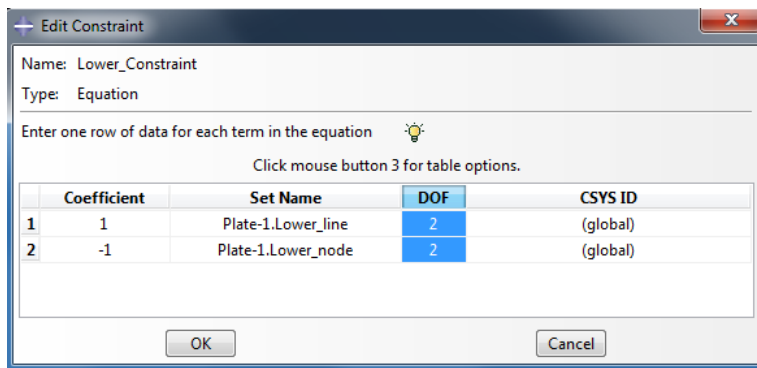 Edit Constraint
Name: Lower_Constraint
Type: Equation
Enter one row of data for each term in the equation
Click mouse button 3 for table options.
Coefficient Set Name DOF CSYS ID
1 1 Plate-1.Lower_line 2 (global)
2 -1 Plate-1.Lower_node 2 (global)
OK Cancel